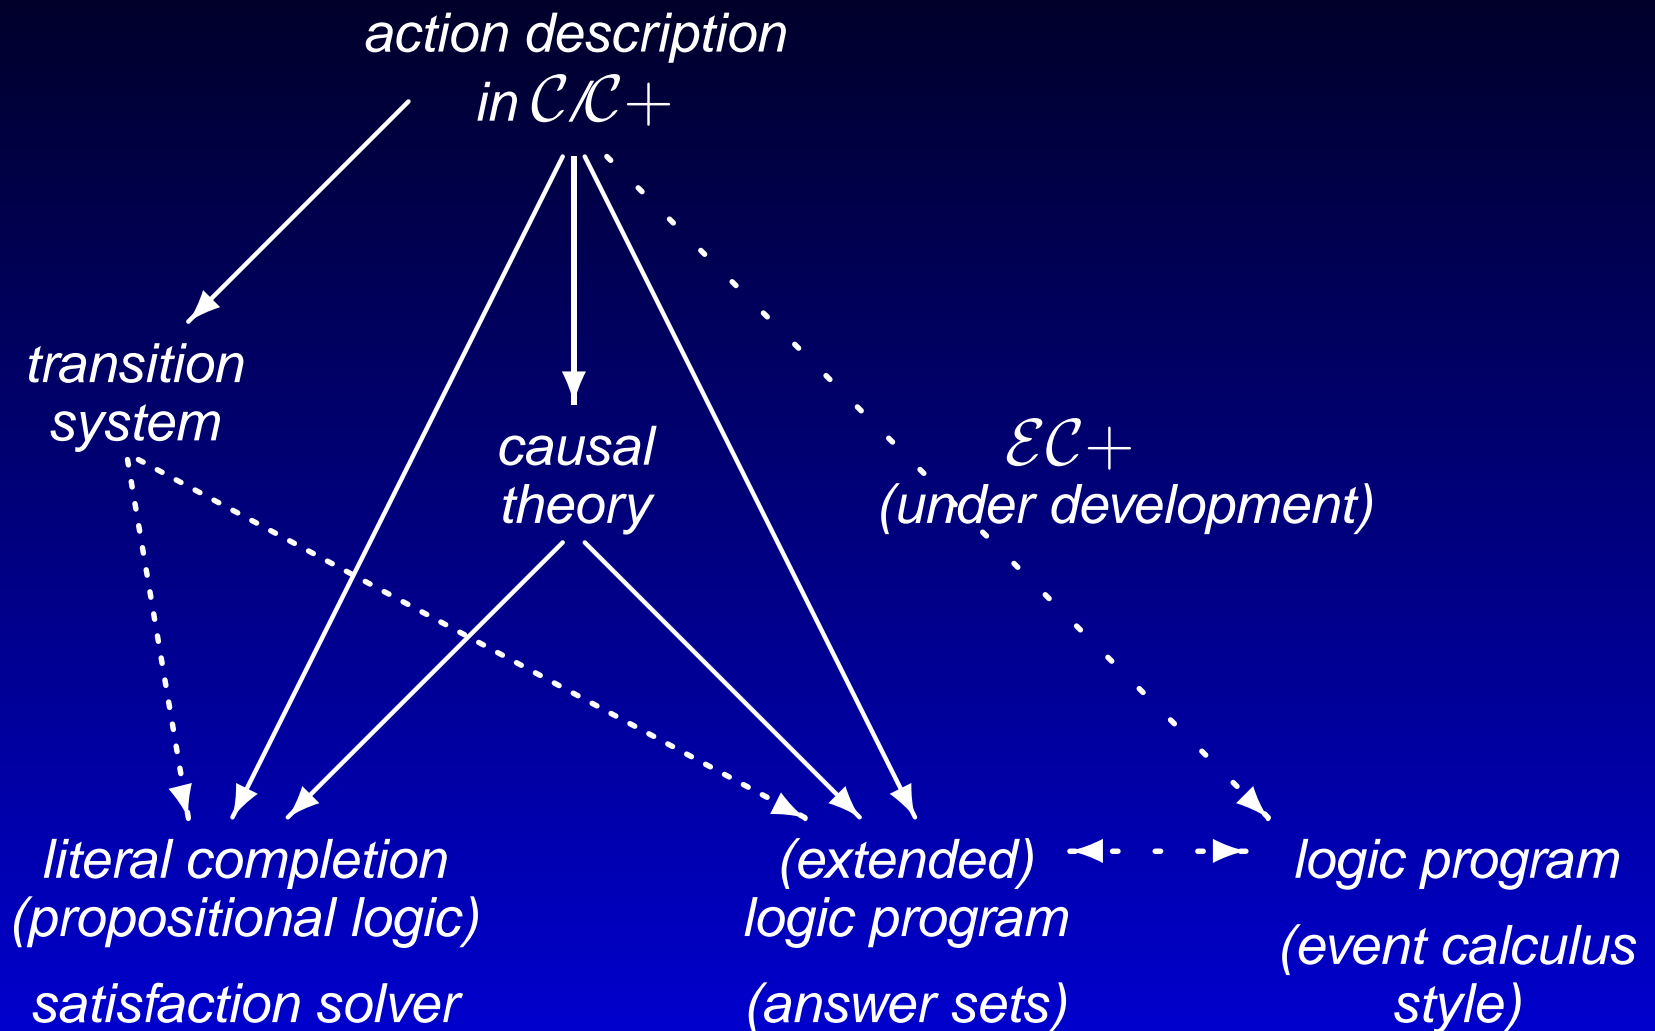 action description
in 𝒞/𝒞+
transition
system
causal
theory
ℰ𝒞+
(under development)
literal completion
(propositional logic)
satisfaction solver
(extended)
logic program
(answer sets)
logic program
(event calculus
style)